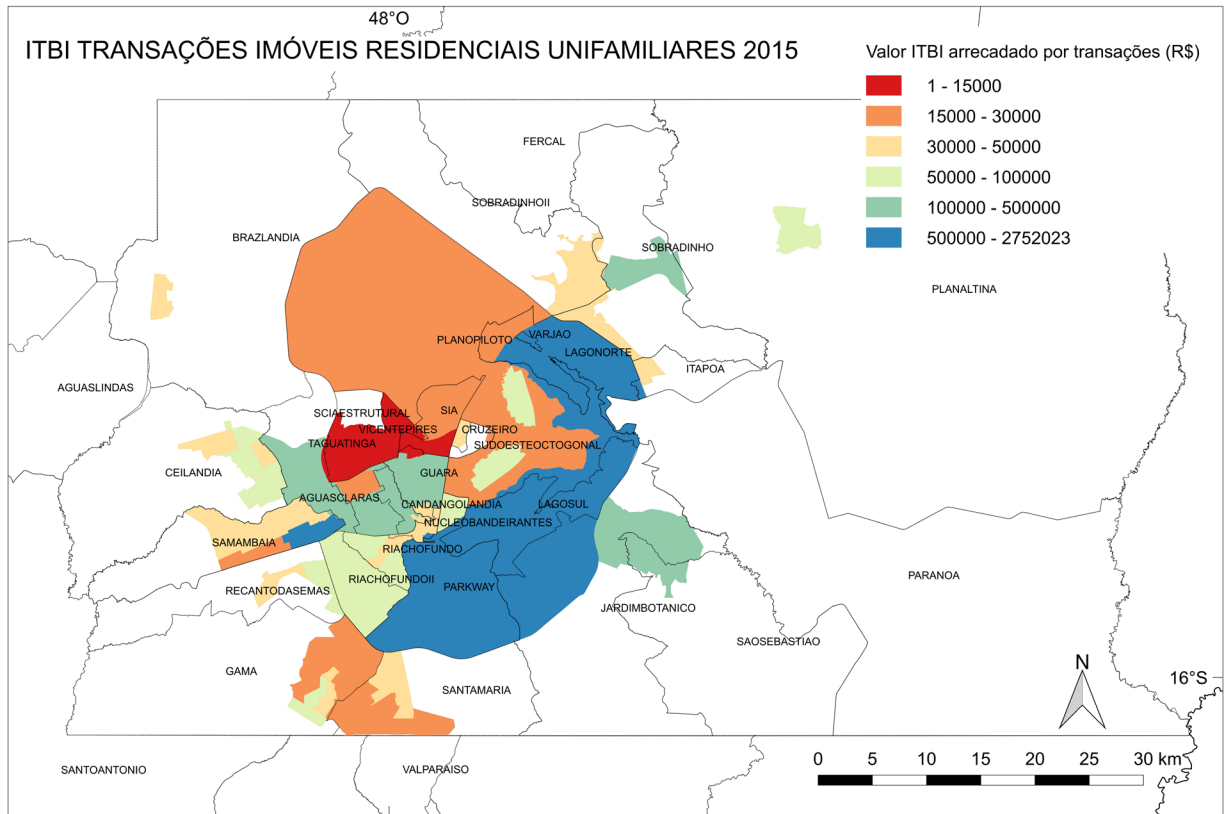 48°O
ITBI TRANSAÇÕES IMÓVEIS RESIDENCIAIS UNIFAMILIARES 2015
Valor ITBI arrecadado por transações (R$)
1 - 15000
15000 - 30000
30000 - 50000
50000 - 100000
100000 - 500000
500000 - 2752023
FERCAL
SOBRADINHOII
BRAZLANDIA
SOBRADINHO
PLANALTINA
VARJAO
PLANOPILOTO
LAGONORTE
ITAPOA
AGUASLINDAS
SCIAESTRUTURAL
SIA
VICENTEPIRES
CRUZEIRO
TAGUATINGA
SUDOESTEOCTOGONAL
CEILANDIA
GUARA
AGUASCLARAS
CANDANGOLANDIA
LAGOSUL
NUCLEOBANDEIRANTES
SAMAMBAIA
RIACHOFUNDO
PARANOA
RIACHOFUNDOII
PARKWAY
RECANTODASEMAS
JARDIMBOTANICO
SAOSEBASTIAO
GAMA
N
16°S
SANTAMARIA
0 5 10 15 20 25 30 km
SANTOANTONIO
VALPARAISO